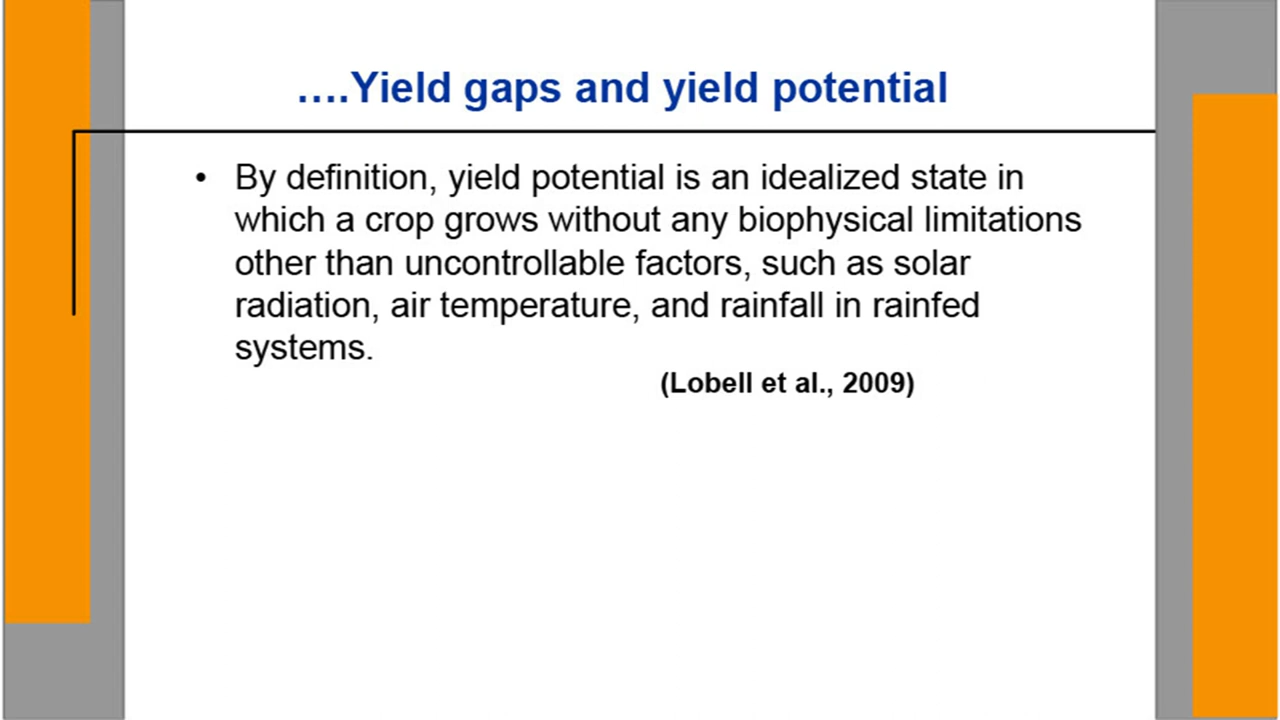 ….Yield gaps and yield potential
• By definition, yield potential is an idealized state in
which a crop grows without any biophysical limitations
other than uncontrollable factors, such as solar
radiation, air temperature, and rainfall in rainfed
systems.
(Lobell et al., 2009)